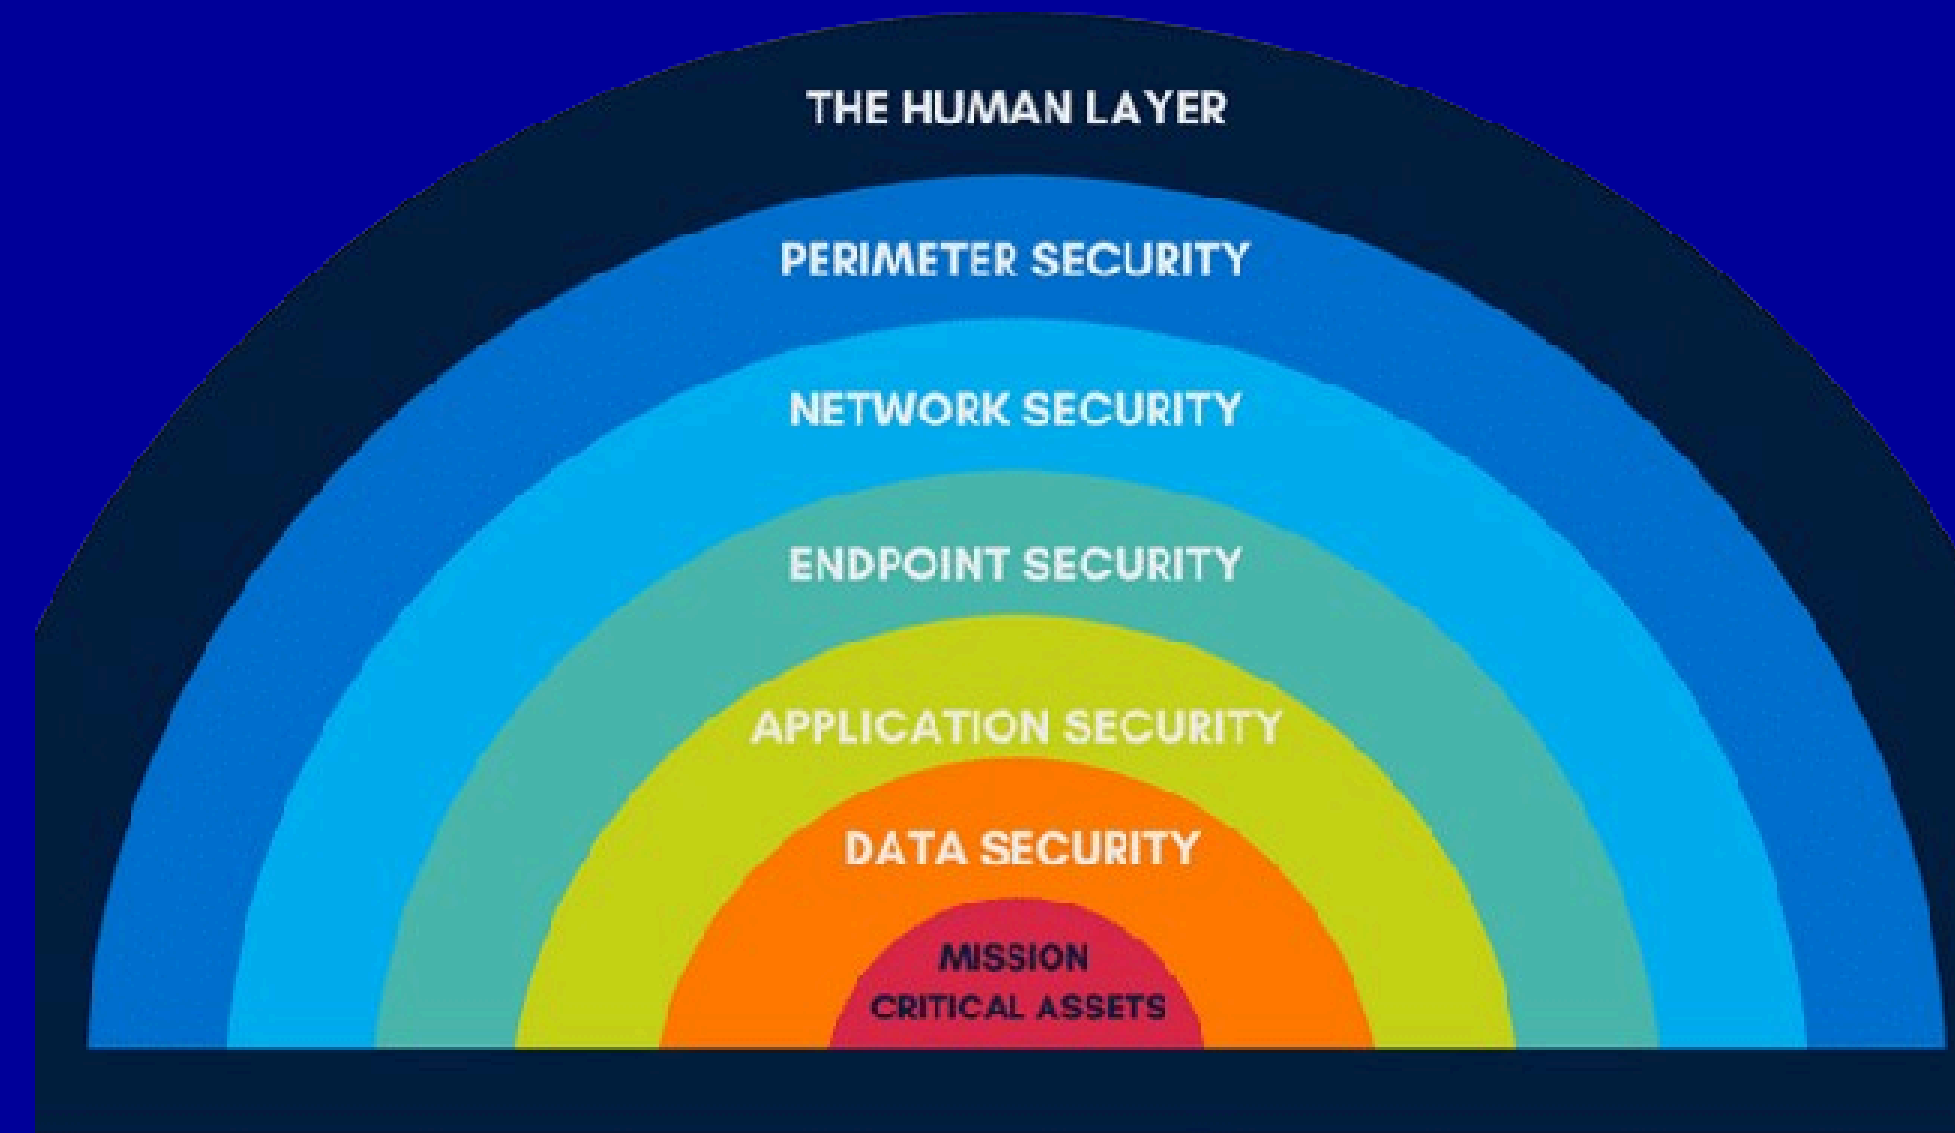 THE HUMAN LAYER
PERIMETER SECURITY
NETWORK SECURITY
ENDPOINT SECURITY
APPLICATION SECURITY
DATA SECURITY
MISSION
CRITICAL ASSETS